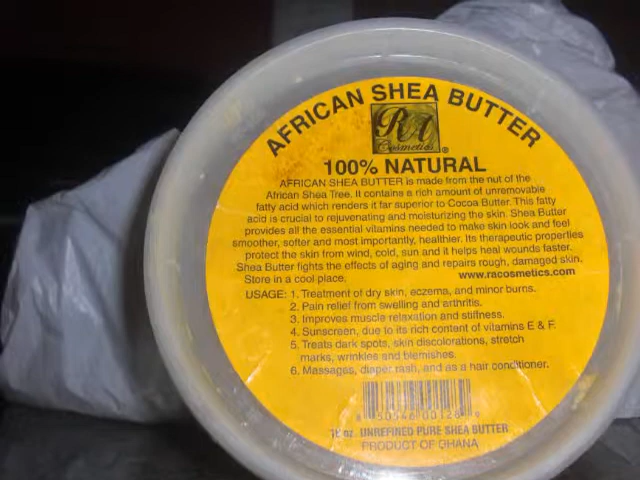 AFRICAN SHEA BUTTER
RA
Cosmetics ®
100% NATURAL
AFRICAN SHEA BUTTER is made from the nut of the
African Shea Tree. It contains a rich amount of unremovable
fatty acid which renders it far superior to Cocoa Butter. This fatty
acid is crucial to rejuvenating and moisturizing the skin. Shea Butter
provides all the essential vitamins needed to make skin look and feel
smoother, softer and most importantly, healthier. Its therapeutic properties
protect the skin from wind, cold, sun and it helps heal wounds faster.
Shea Butter fights the effects of aging and repairs rough, damaged skin.
Store in a cool place. www.racosmetics.com
USAGE: 1. Treatment of dry skin, eczema, and minor burns.
2. Pain relief from swelling and arthritis.
3. Improves muscle relaxation and stiffness.
4. Sunscreen, due to its rich content of vitamins E & F.
5. Treats dark spots, skin discolorations, stretch
marks, wrinkles and blemishes.
6. Massages, diaper rash, and as a hair conditioner.
16 oz. UNREFINED PURE SHEA BUTTER
PRODUCT OF GHANA